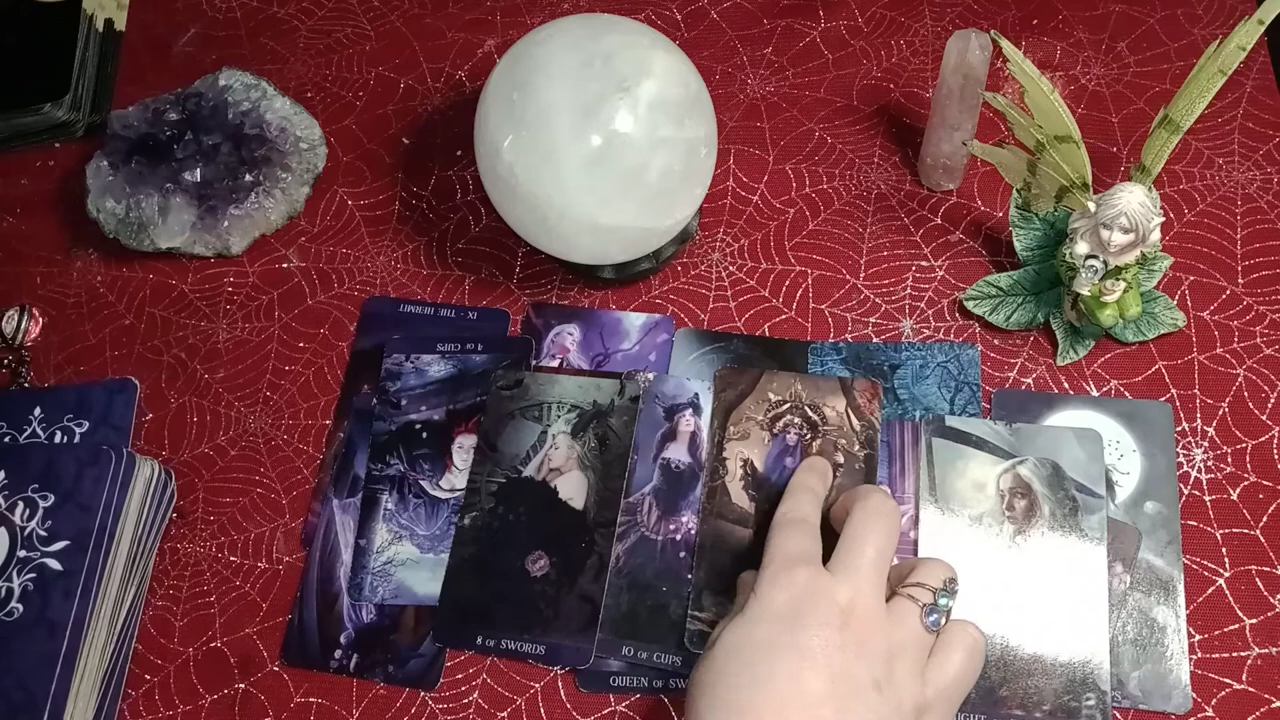 IX - THE HERMIT
4 OF CUPS
8 OF SWORDS
10 OF CUPS
QUEEN OF SW